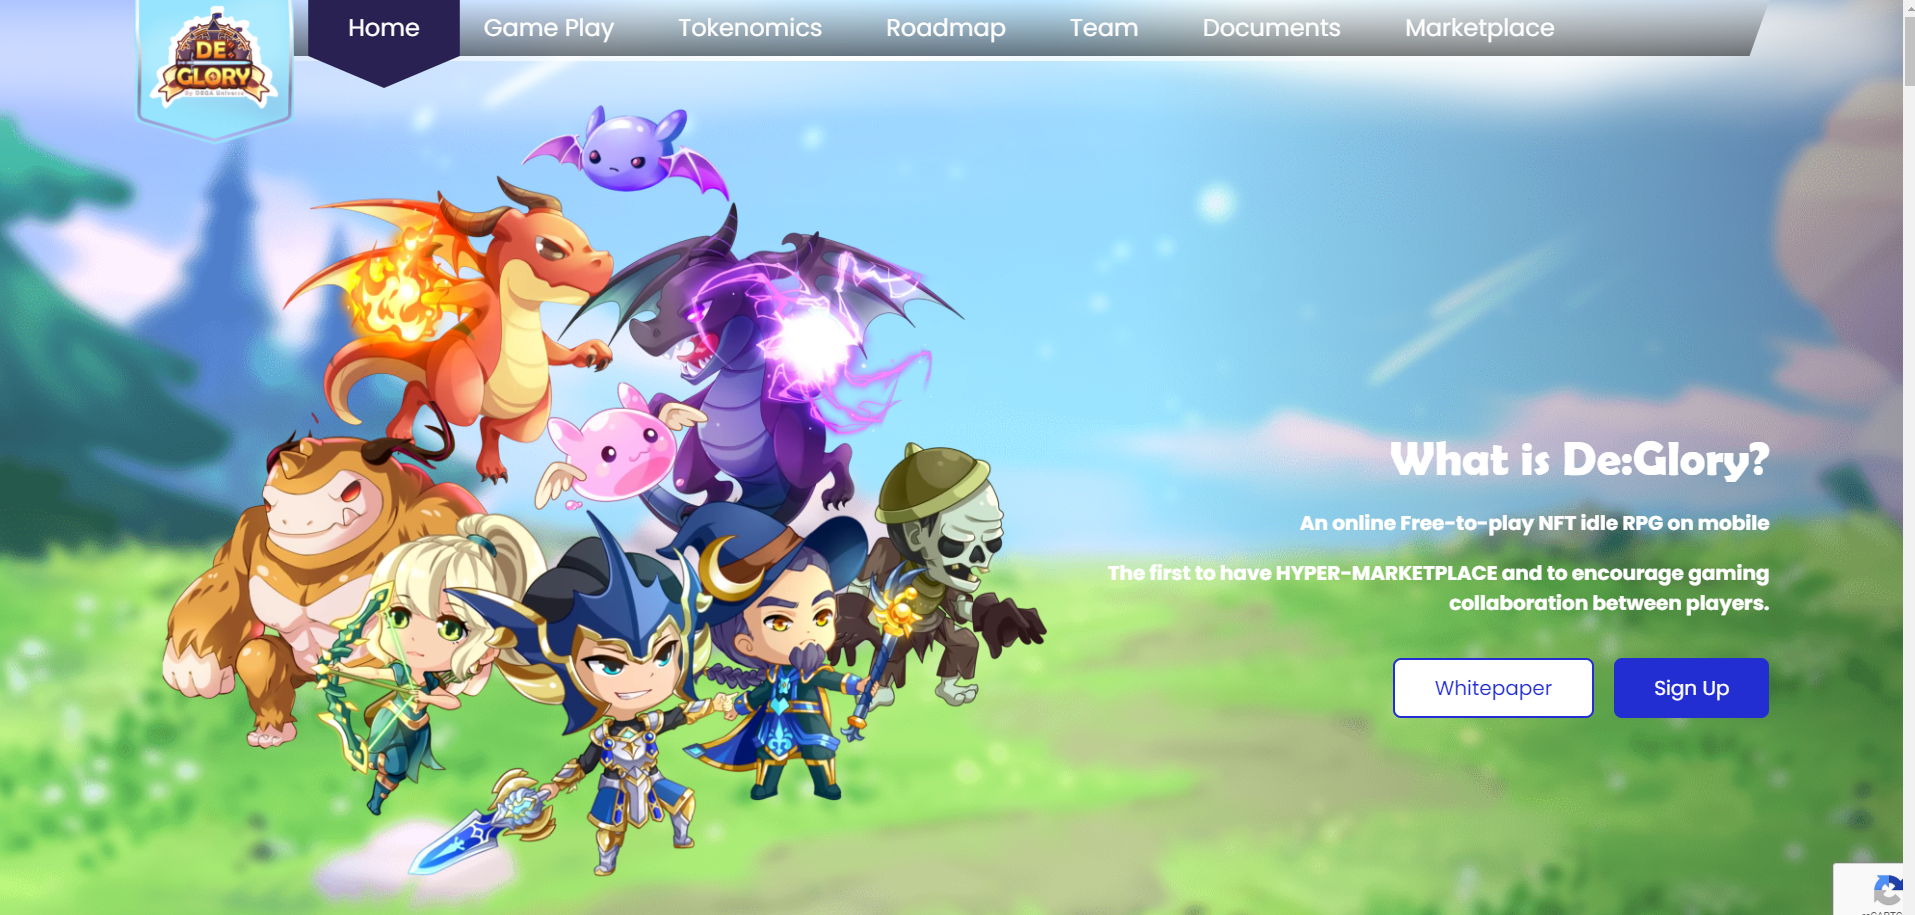 DE:
GLORY
By DEGA Universe
Home
Game Play
Tokenomics
Roadmap
Team
Documents
Marketplace
What is De:Glory?
An online Free-to-play NFT idle RPG on mobile
The first to have HYPER-MARKETPLACE and to encourage gaming
collaboration between players.
Whitepaper
Sign Up